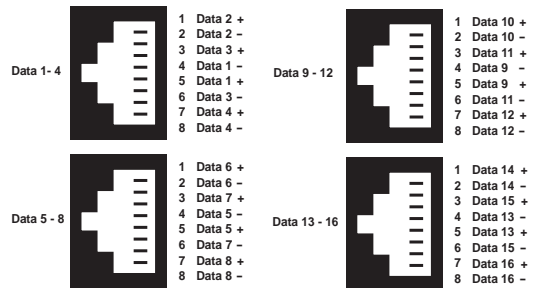 Data 1- 4
1 Data 2 +
2 Data 2 –
3 Data 3 +
4 Data 1 –
5 Data 1 +
6 Data 3 –
7 Data 4 +
8 Data 4 –
Data 9 - 12
1 Data 10 +
2 Data 10 –
3 Data 11 +
4 Data 9 –
5 Data 9 +
6 Data 11 –
7 Data 12 +
8 Data 12 –
Data 5 - 8
1 Data 6 +
2 Data 6 –
3 Data 7 +
4 Data 5 –
5 Data 5 +
6 Data 7 –
7 Data 8 +
8 Data 8 –
Data 13 - 16
1 Data 14 +
2 Data 14 –
3 Data 15 +
4 Data 13 –
5 Data 13 +
6 Data 15 –
7 Data 16 +
8 Data 16 –